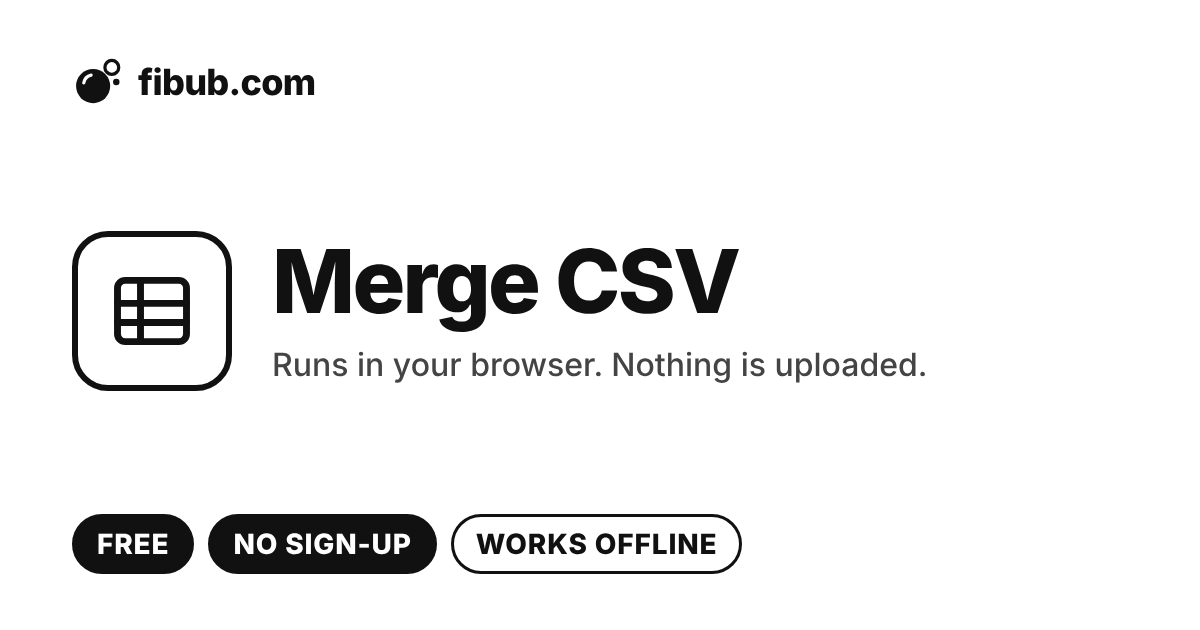 fibub.com
Merge CSV
Runs in your browser. Nothing is uploaded.
FREE NO SIGN-UP WORKS OFFLINE